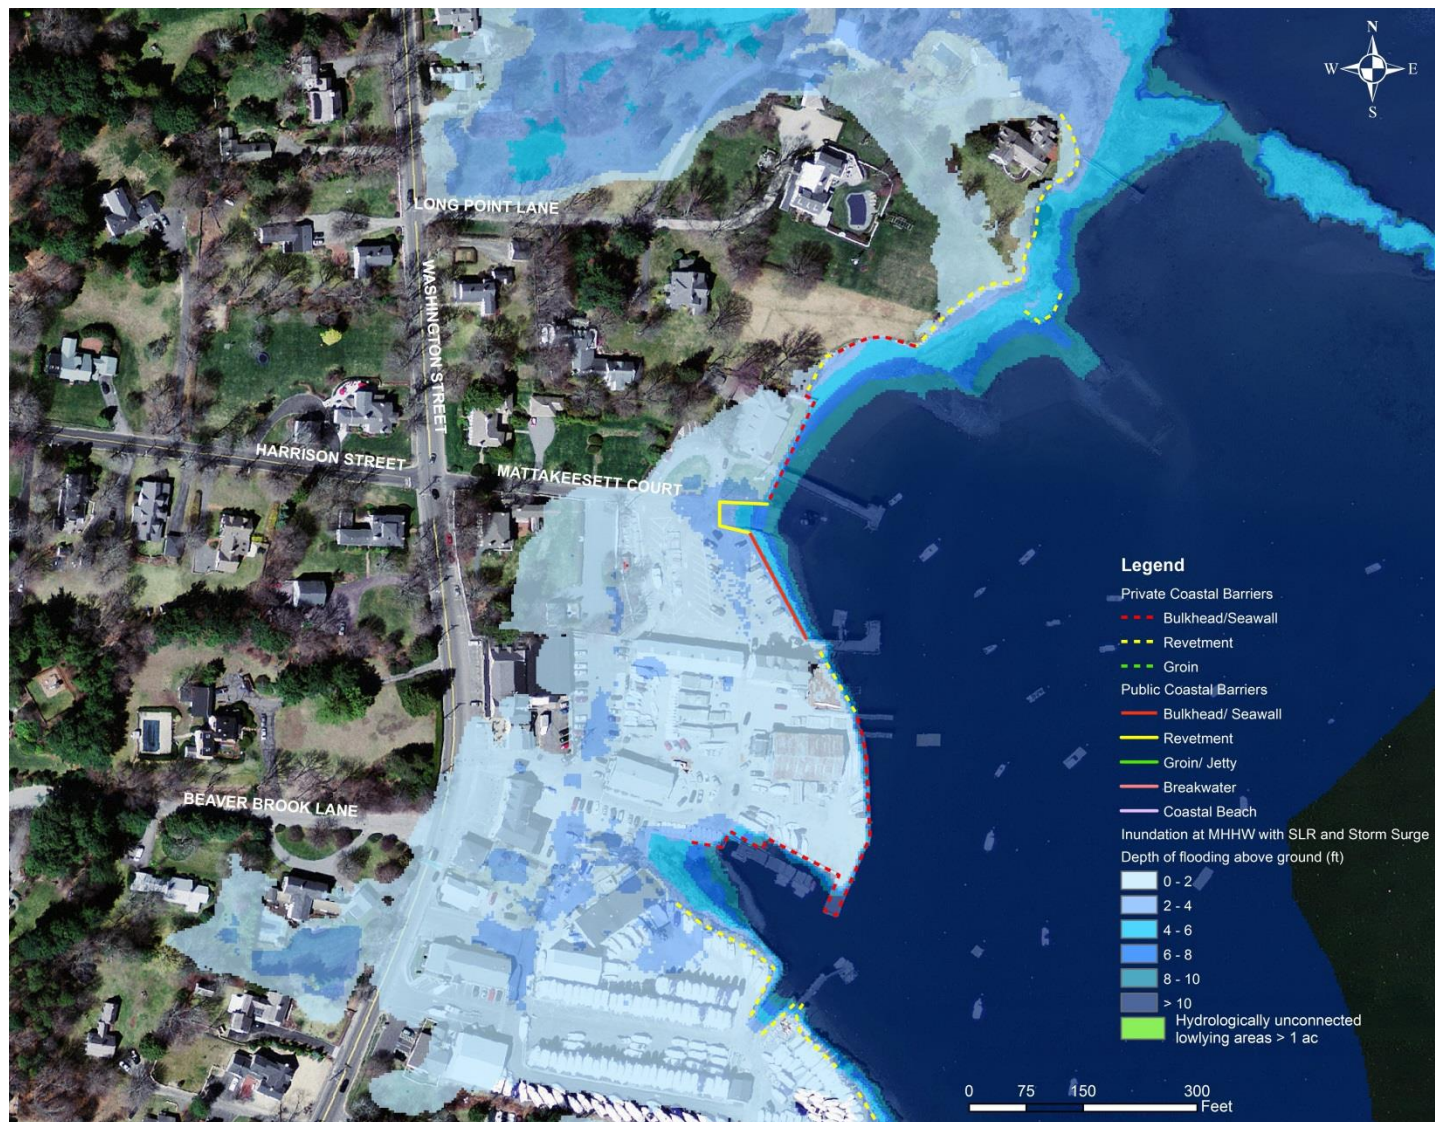 N
W E
S
LONG POINT LANE
WASHINGTON STREET
HARRISON STREET
MATTAKEESETT COURT
BEAVER BROOK LANE
Legend
Private Coastal Barriers
Bulkhead/Seawall
Revetment
Groin
Public Coastal Barriers
Bulkhead/ Seawall
Revetment
Groin/ Jetty
Breakwater
Coastal Beach
Inundation at MHHW with SLR and Storm Surge
Depth of flooding above ground (ft)
0 - 2
2 - 4
4 - 6
6 - 8
8 - 10
> 10
Hydrologically unconnected
lowlying areas > 1 ac
0 75 150 300
Feet